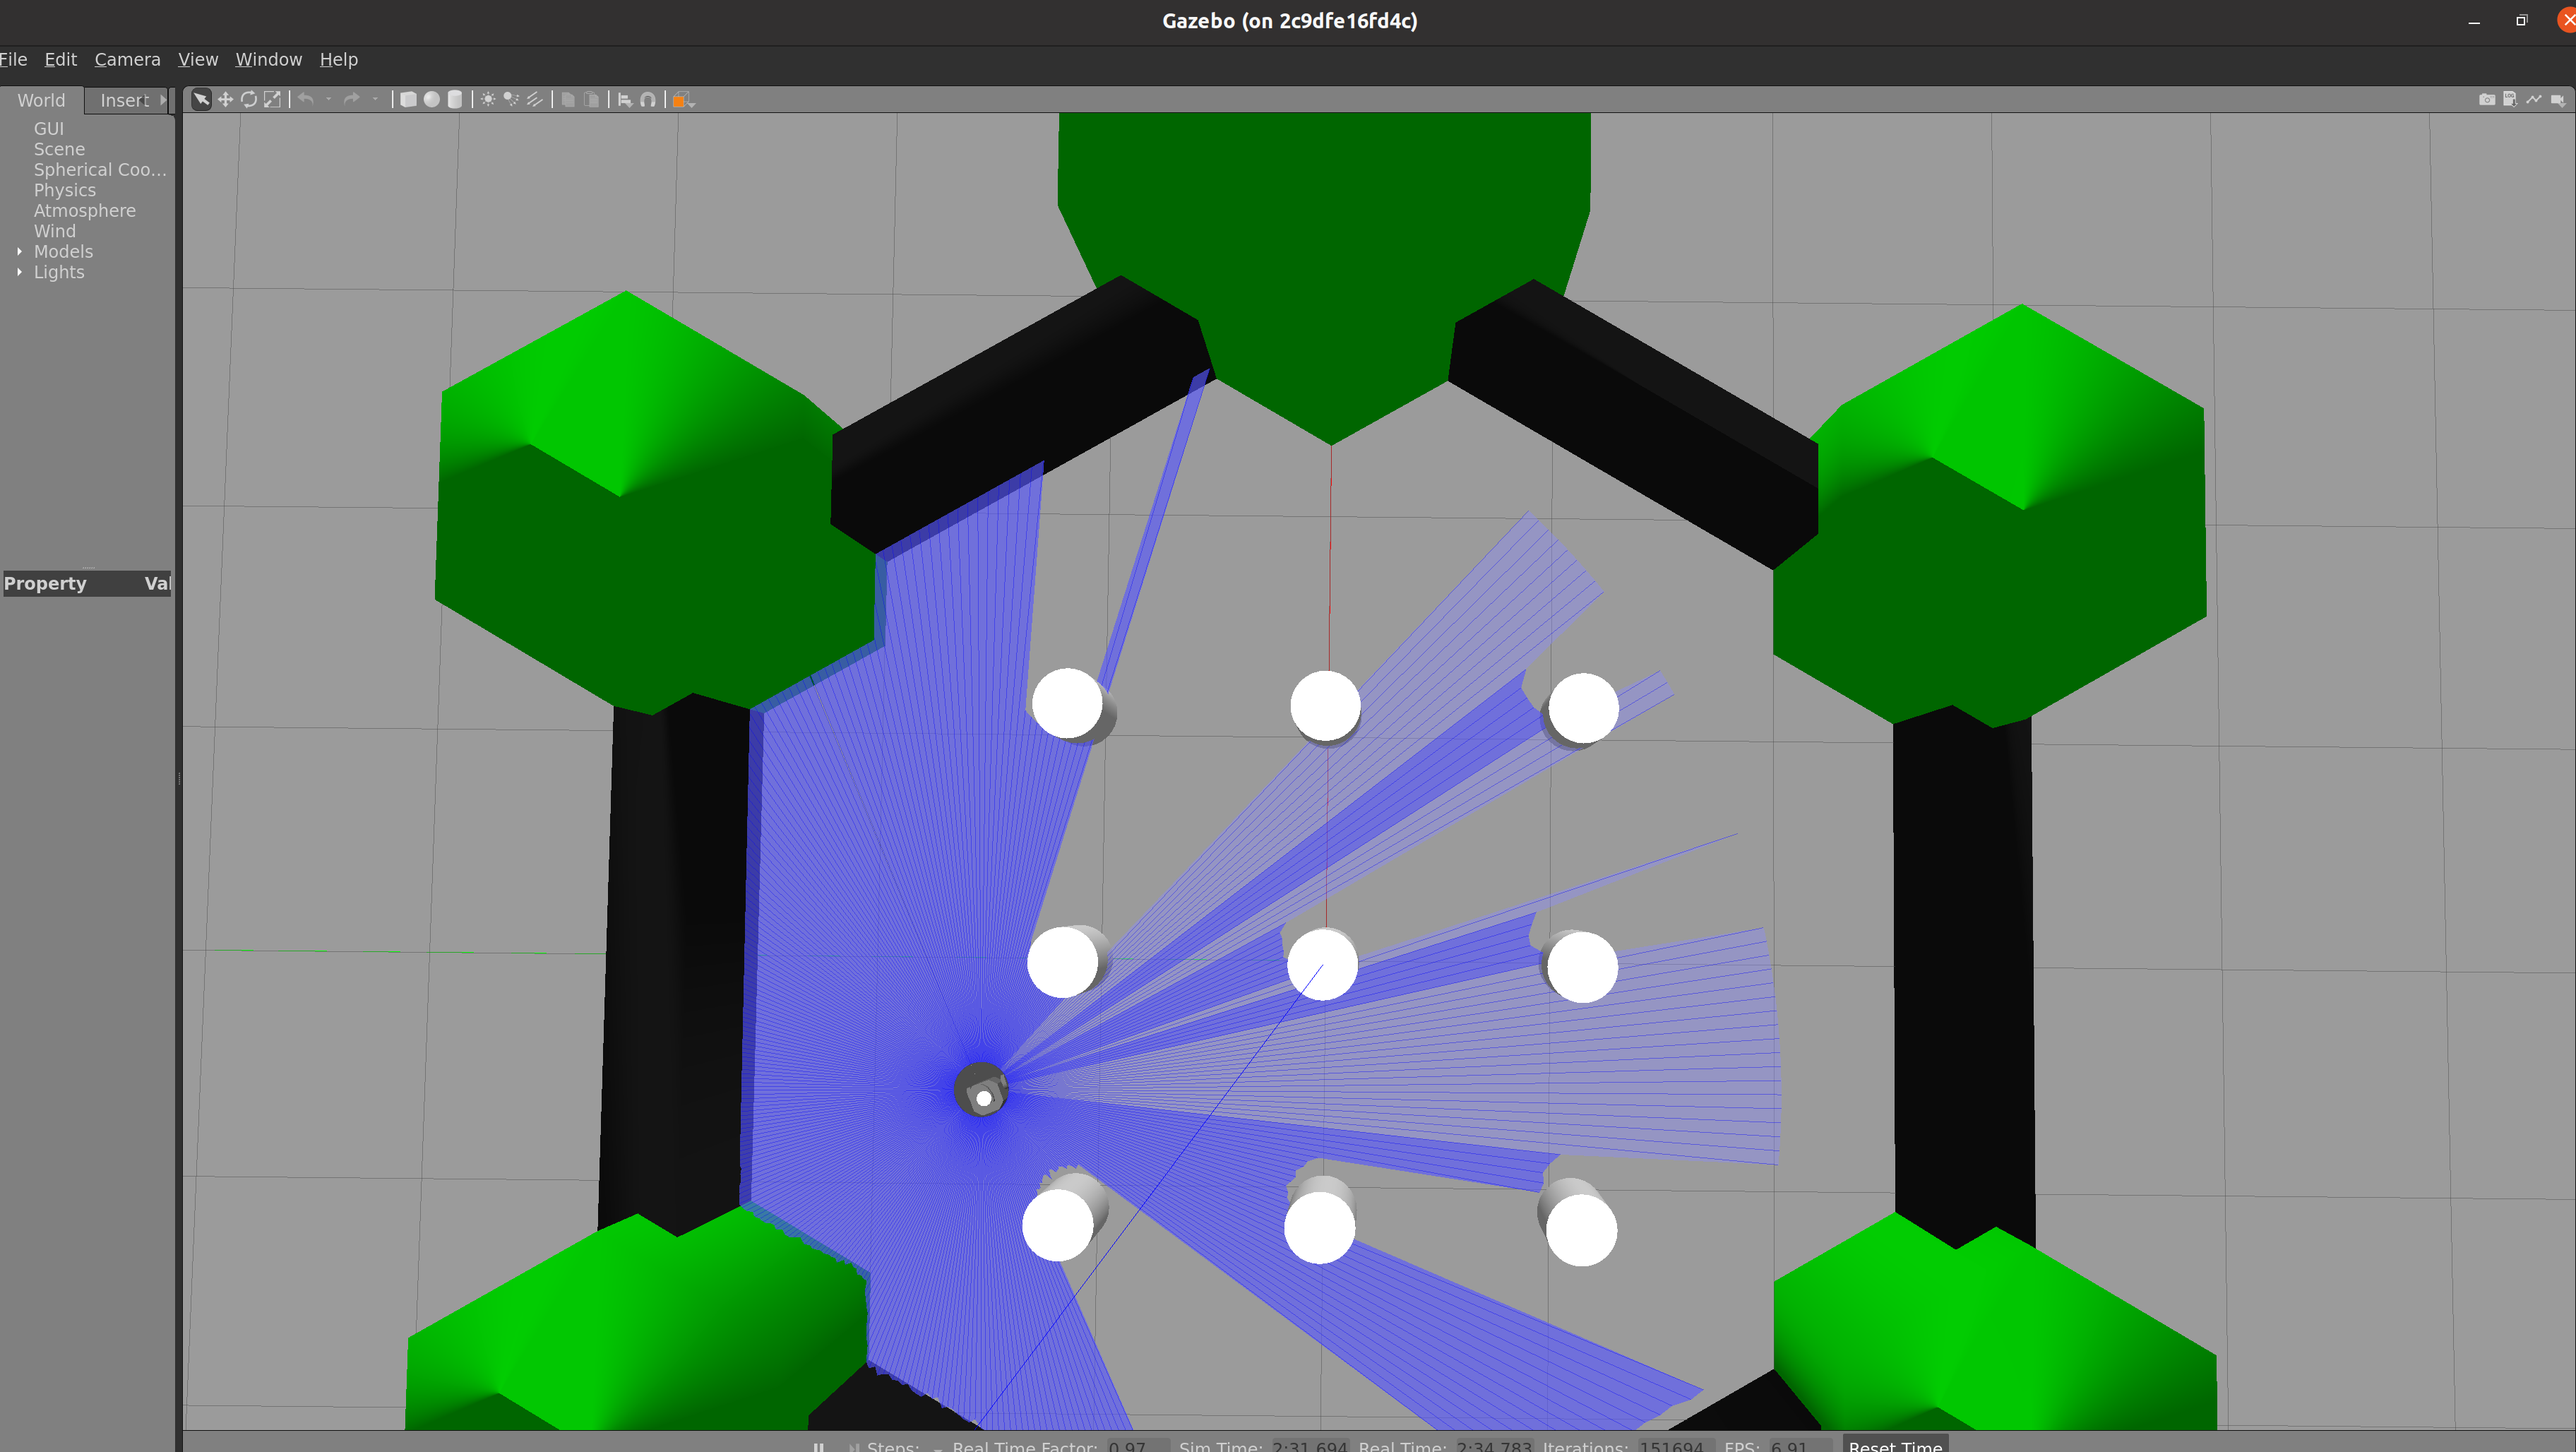 Gazebo (on 2c9dfe16fd4c)
File Edit Camera View Window Help
World Insert
GUI
Scene
Spherical Coo...
Physics
Atmosphere
Wind
Models
Lights
Property Val
Steps: Real Time Factor: 0.97 Sim Time: 2:31.694 Real Time: 2:34.783 Iterations: 151694 FPS: 6.91 Reset Time